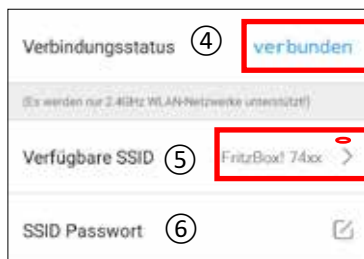 Verbindungsstatus ④ verbunden
(Es werden nur 2.4GHz WLAN-Netzwerke unterstützt!)
Verfügbare SSID ⑤ FritzBox! 74xx >
SSID Passwort ⑥